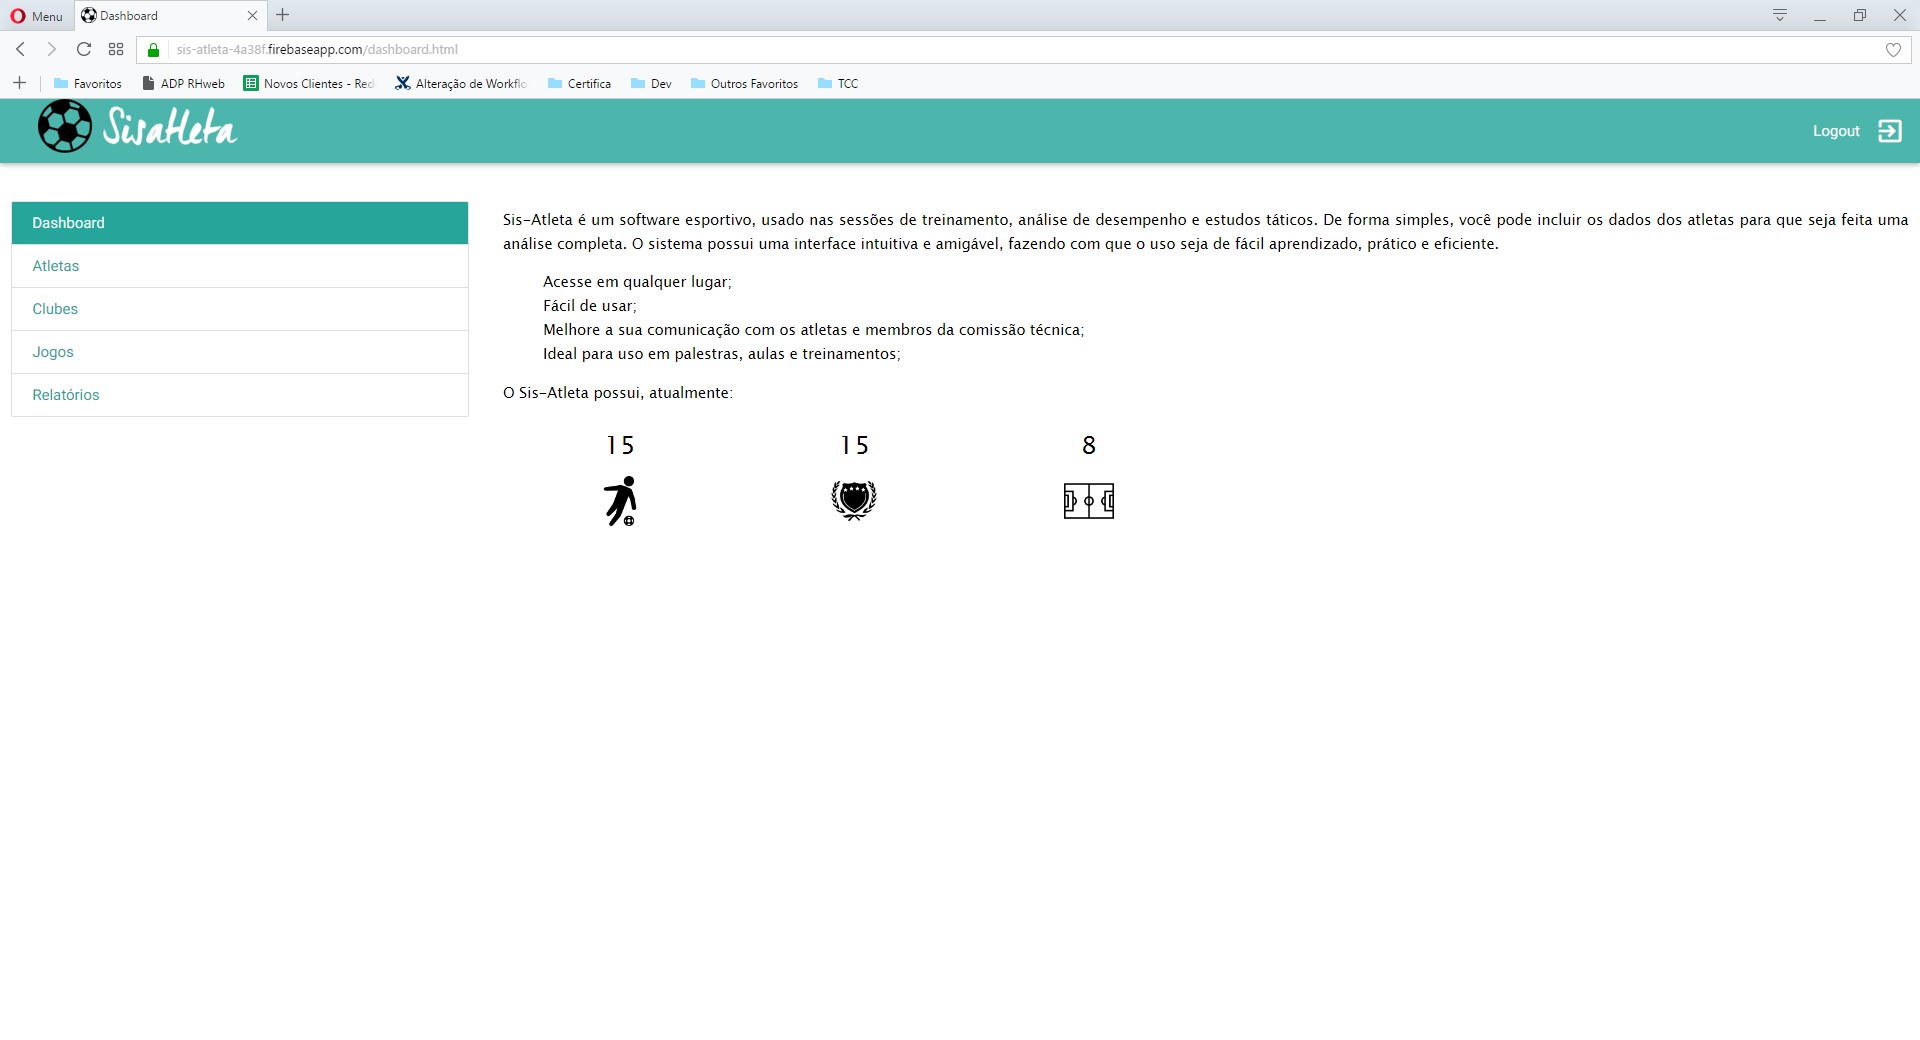 Menu
Dashboard
sis-atleta-4a38f.firebaseapp.com/dashboard.html
Favoritos
ADP RHweb
Novos Clientes - Red
Alteração de Workflo
Certifica
Dev
Outros Favoritos
TCC
Sisatleta
Logout
Dashboard
Atletas
Clubes
Jogos
Relatórios
Sis-Atleta é um software esportivo, usado nas sessões de treinamento, análise de desempenho e estudos táticos. De forma simples, você pode incluir os dados dos atletas para que seja feita uma
análise completa. O sistema possui uma interface intuitiva e amigável, fazendo com que o uso seja de fácil aprendizado, prático e eficiente.
Acesse em qualquer lugar;
Fácil de usar;
Melhore a sua comunicação com os atletas e membros da comissão técnica;
Ideal para uso em palestras, aulas e treinamentos;
O Sis-Atleta possui, atualmente:
15
15
8